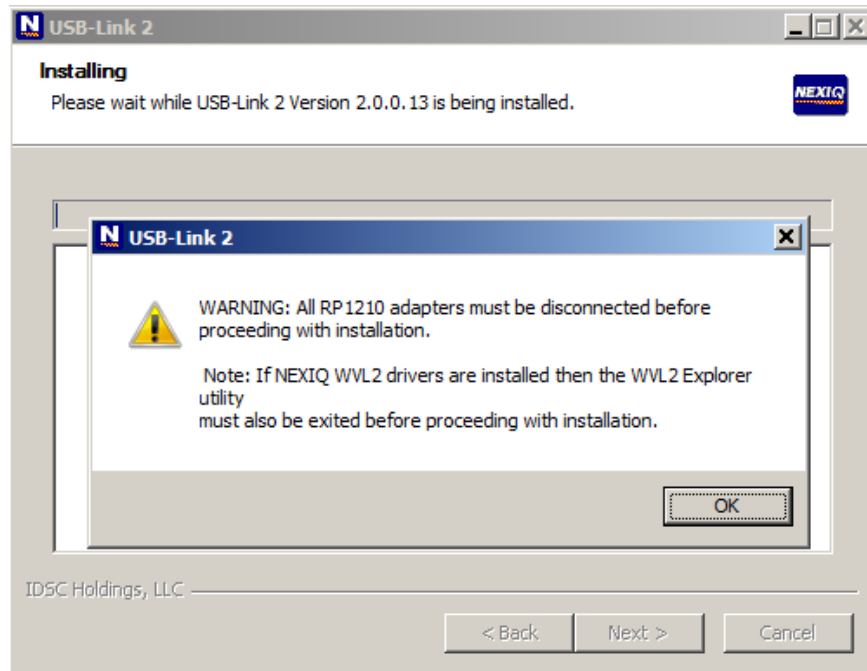 USB-Link 2
Installing
Please wait while USB-Link 2 Version 2.0.0.13 is being installed.
NEXIQ
USB-Link 2
WARNING: All RP1210 adapters must be disconnected before
proceeding with installation.
Note: If NEXIQ WVL2 drivers are installed then the WVL2 Explorer
utility
must also be exited before proceeding with installation.
OK
IDSC Holdings, LLC
< Back
Next >
Cancel